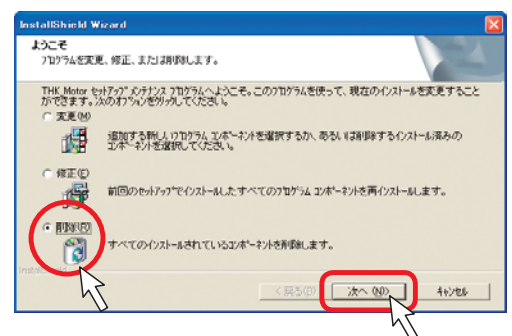 InstallShield Wizard
ようこそ
プログラムを変更、修正、または削除します。
THK_Motor セットアップ メンテナンス プログラムへようこそ。このプログラムを使って、現在のインストールを変更すること
ができます。次のオプションをクリックしてください。
変更(M)
追加する新しいプログラム コンポーネントを選択するか、あるいは削除するインストール済みの
コンポーネントを選択してください。
修正(E)
前回のセットアップでインストールしたすべてのプログラム コンポーネントを再インストールします。
削除(R)
すべてのインストールされているコンポーネントを削除します。
< 戻る(B)
次へ (N)>
キャンセル